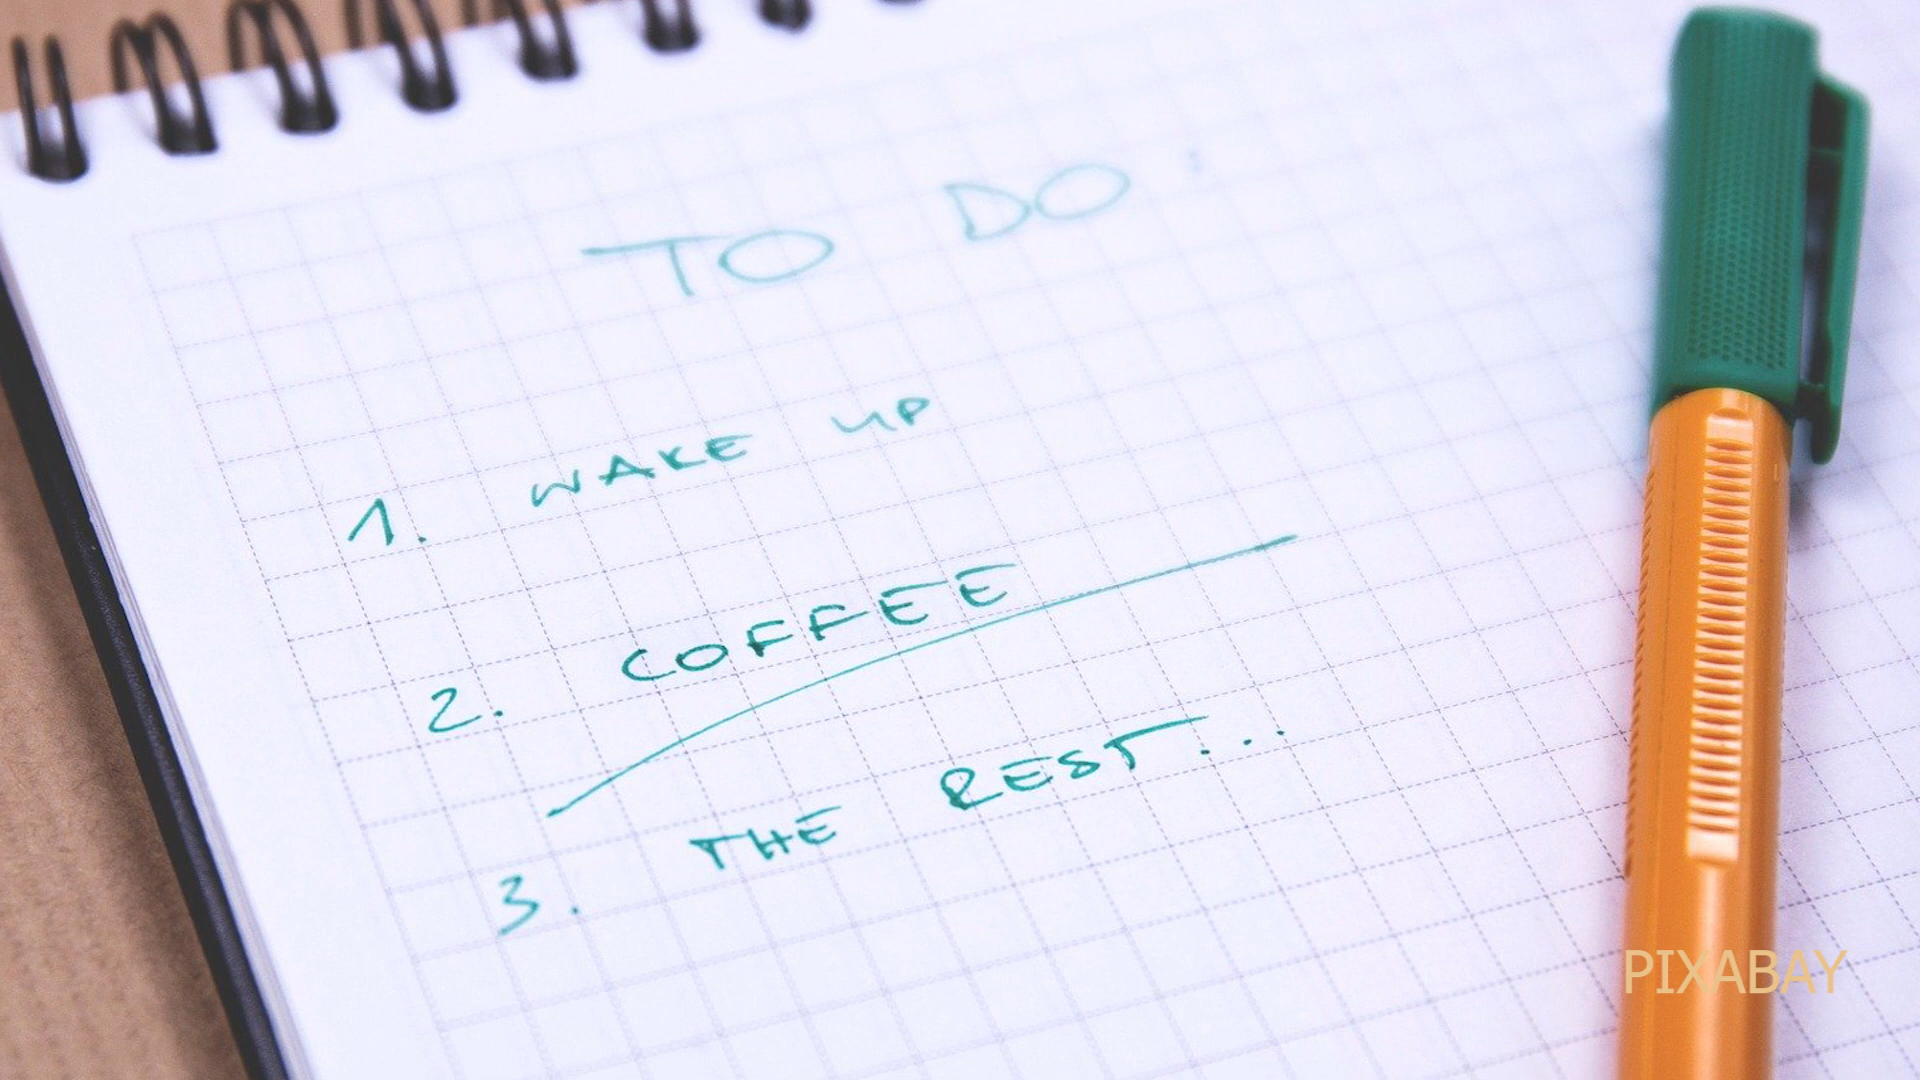 TO DO :
1. WAKE UP
2. COFFEE
3. THE REST...
PIXABAY